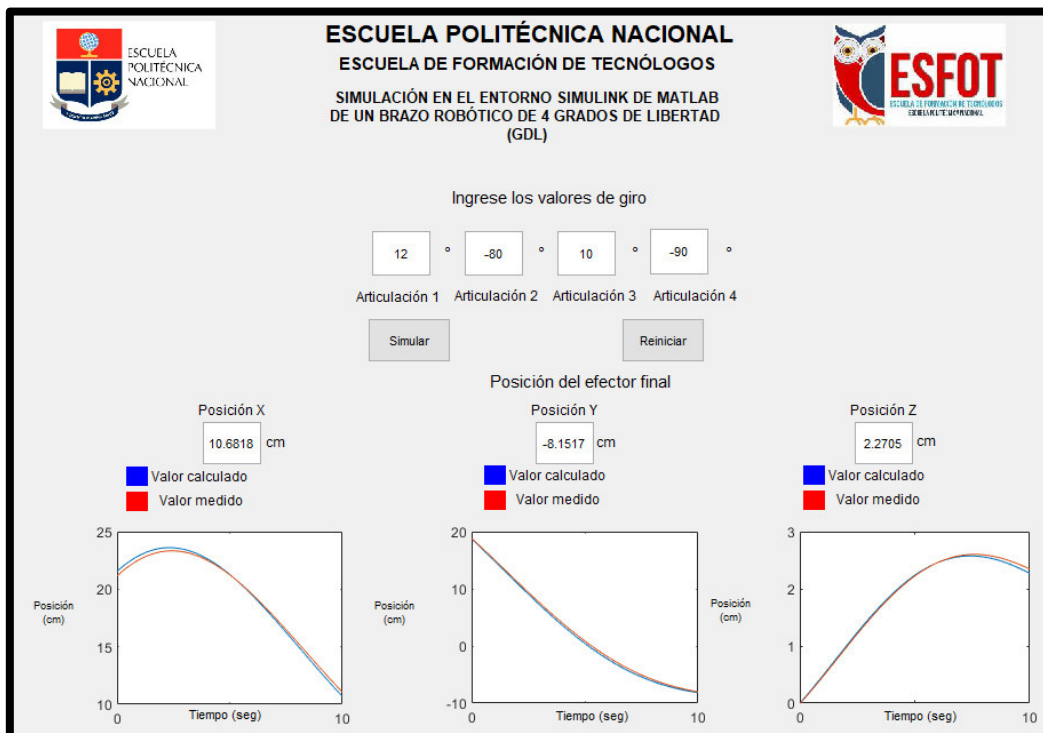 ESCUELA
POLITÉCNICA
NACIONAL
ESCUELA POLITÉCNICA NACIONAL
ESCUELA DE FORMACIÓN DE TECNÓLOGOS
SIMULACIÓN EN EL ENTORNO SIMULINK DE MATLAB
DE UN BRAZO ROBÓTICO DE 4 GRADOS DE LIBERTAD
(GDL)
ESFOT
ESCUELA DE FORMACIÓN DE TECNÓLOGOS
ESCUELA POLITÉCNICA NACIONAL
Ingrese los valores de giro
12 ° -80 ° 10 ° -90 °
Articulación 1 Articulación 2 Articulación 3 Articulación 4
Simular Reiniciar
Posición del efector final
Posición X
10.6818 cm
Valor calculado
Valor medido
25
20
15
10
Posición
(cm)
0 Tiempo (seg) 10
Posición Y
-8.1517 cm
Valor calculado
Valor medido
20
10
0
-10
Posición
(cm)
0 Tiempo (seg) 10
Posición Z
2.2705 cm
Valor calculado
Valor medido
3
2
1
0
Posición
(cm)
0 Tiempo (seg) 10